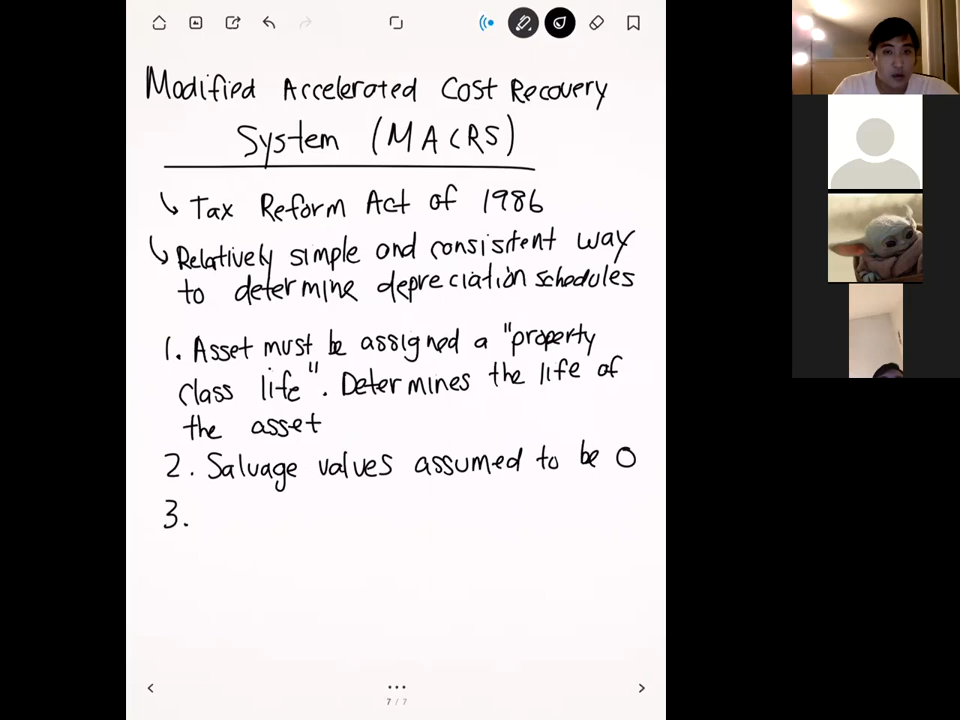 Modified Accelerated Cost Recovery
System (MACRS)
Tax Reform Act of 1986
Relatively simple and consistent way
to determine depreciation schedules
1. Asset must be assigned a "property
class life". Determines the life of
the asset
2. Salvage values assumed to be 0
3.
7 / 7